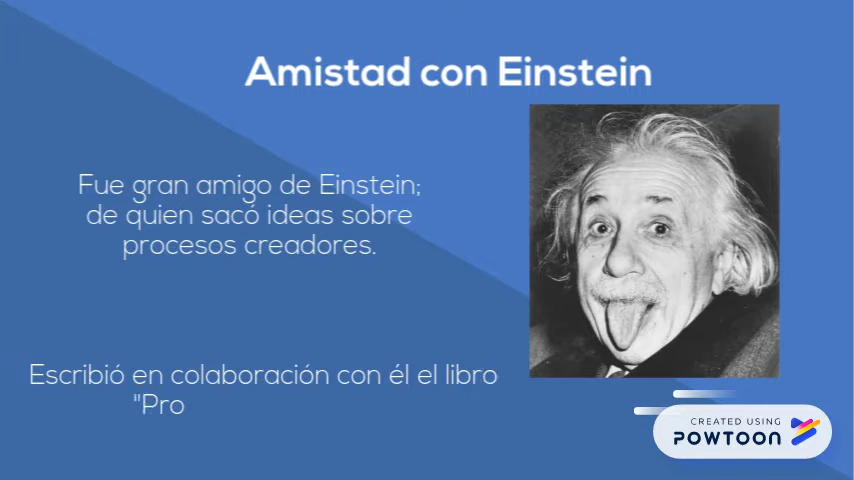 Amistad con Einstein
Fue gran amigo de Einstein;
de quien sacó ideas sobre
procesos creadores.
Escribió en colaboración con él el libro
"Pro
CREATED USING
POWTOON